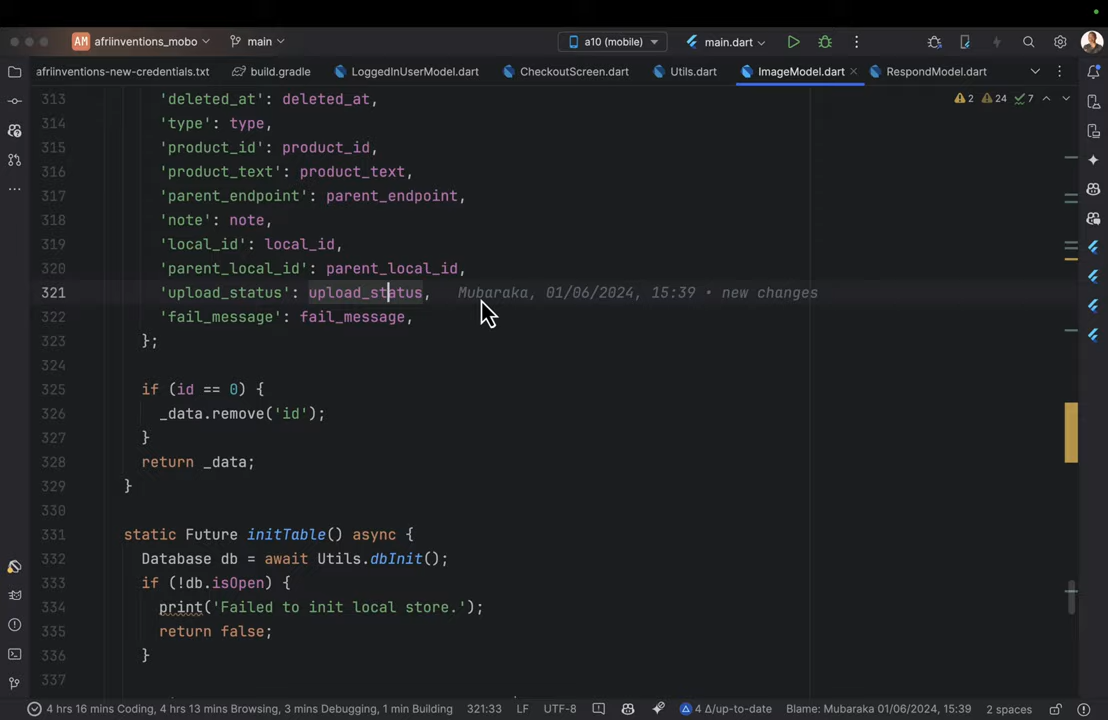 AM afriinventions_mobo main a10 (mobile) main.dart
afriinventions-new-credentials.txt build.gradle LoggedInUserModel.dart CheckoutScreen.dart Utils.dart ImageModel.dart RespondModel.dart
2 24 7
313 'deleted_at': deleted_at,
314 'type': type,
315 'product_id': product_id,
316 'product_text': product_text,
317 'parent_endpoint': parent_endpoint,
318 'note': note,
319 'local_id': local_id,
320 'parent_local_id': parent_local_id,
321 'upload_status': upload_status, Mubaraka, 01/06/2024, 15:39 • new changes
322 'fail_message': fail_message,
323 };
324
325 if (id == 0) {
326 _data.remove('id');
327 }
328 return _data;
329 }
330
331 static Future initTable() async {
332 Database db = await Utils.dbInit();
333 if (!db.isOpen) {
334 print('Failed to init local store.');
335 return false;
336 }
337
4 hrs 16 mins Coding, 4 hrs 13 mins Browsing, 3 mins Debugging, 1 min Building 321:33 LF UTF-8 4 Δ/up-to-date Blame: Mubaraka 01/06/2024, 15:39 2 spaces